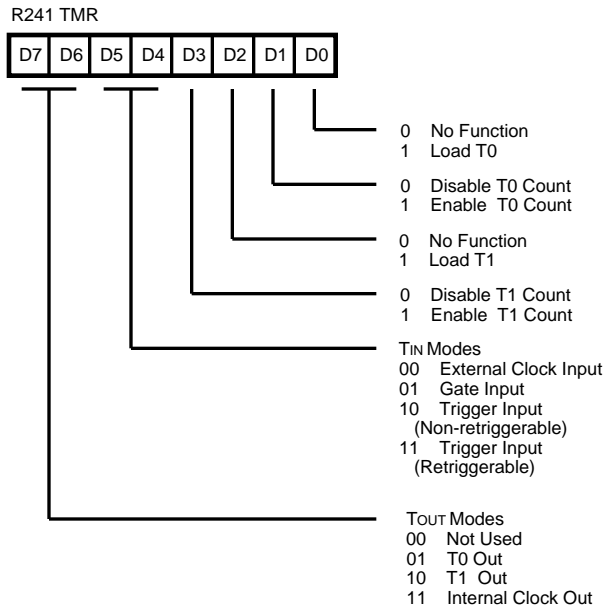 R241 TMR
D7 D6 D5 D4 D3 D2 D1 D0
0 No Function
1 Load T0
0 Disable T0 Count
1 Enable T0 Count
0 No Function
1 Load T1
0 Disable T1 Count
1 Enable T1 Count
TIN Modes
00 External Clock Input
01 Gate Input
10 Trigger Input
(Non-retriggerable)
11 Trigger Input
(Retriggerable)
TOUT Modes
00 Not Used
01 T0 Out
10 T1 Out
11 Internal Clock Out